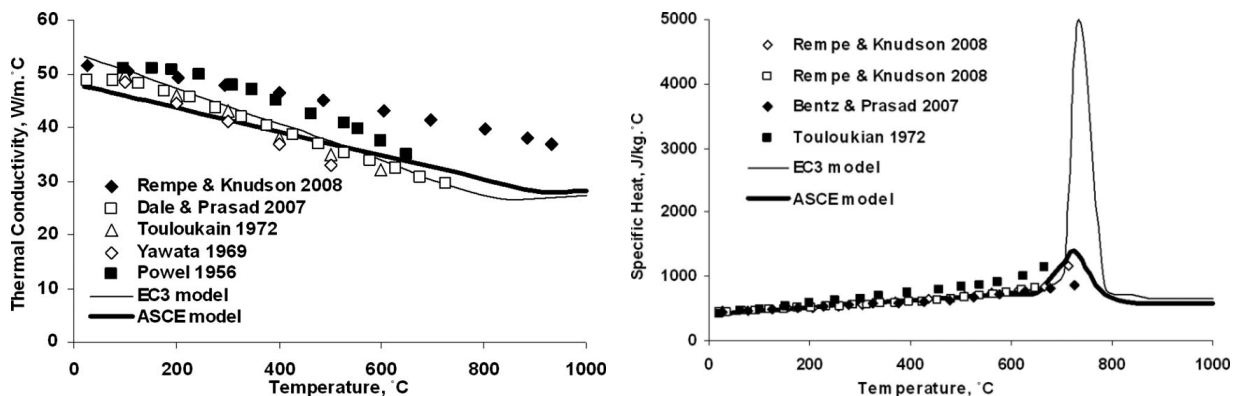 60
50
40
30
20
10
0
Thermal Conductivity, W/m.˚C
Rempe & Knudson 2008
Dale & Prasad 2007
Touloukain 1972
Yawata 1969
Powel 1956
EC3 model
ASCE model
0 200 400 600 800 1000
Temperature, ˚C
5000
4000
3000
2000
1000
0
Specific Heat, J/kg.˚C
Rempe & Knudson 2008
Rempe & Knudson 2008
Bentz & Prasad 2007
Touloukian 1972
EC3 model
ASCE model
0 200 400 600 800 1000
Temperature, ˚C